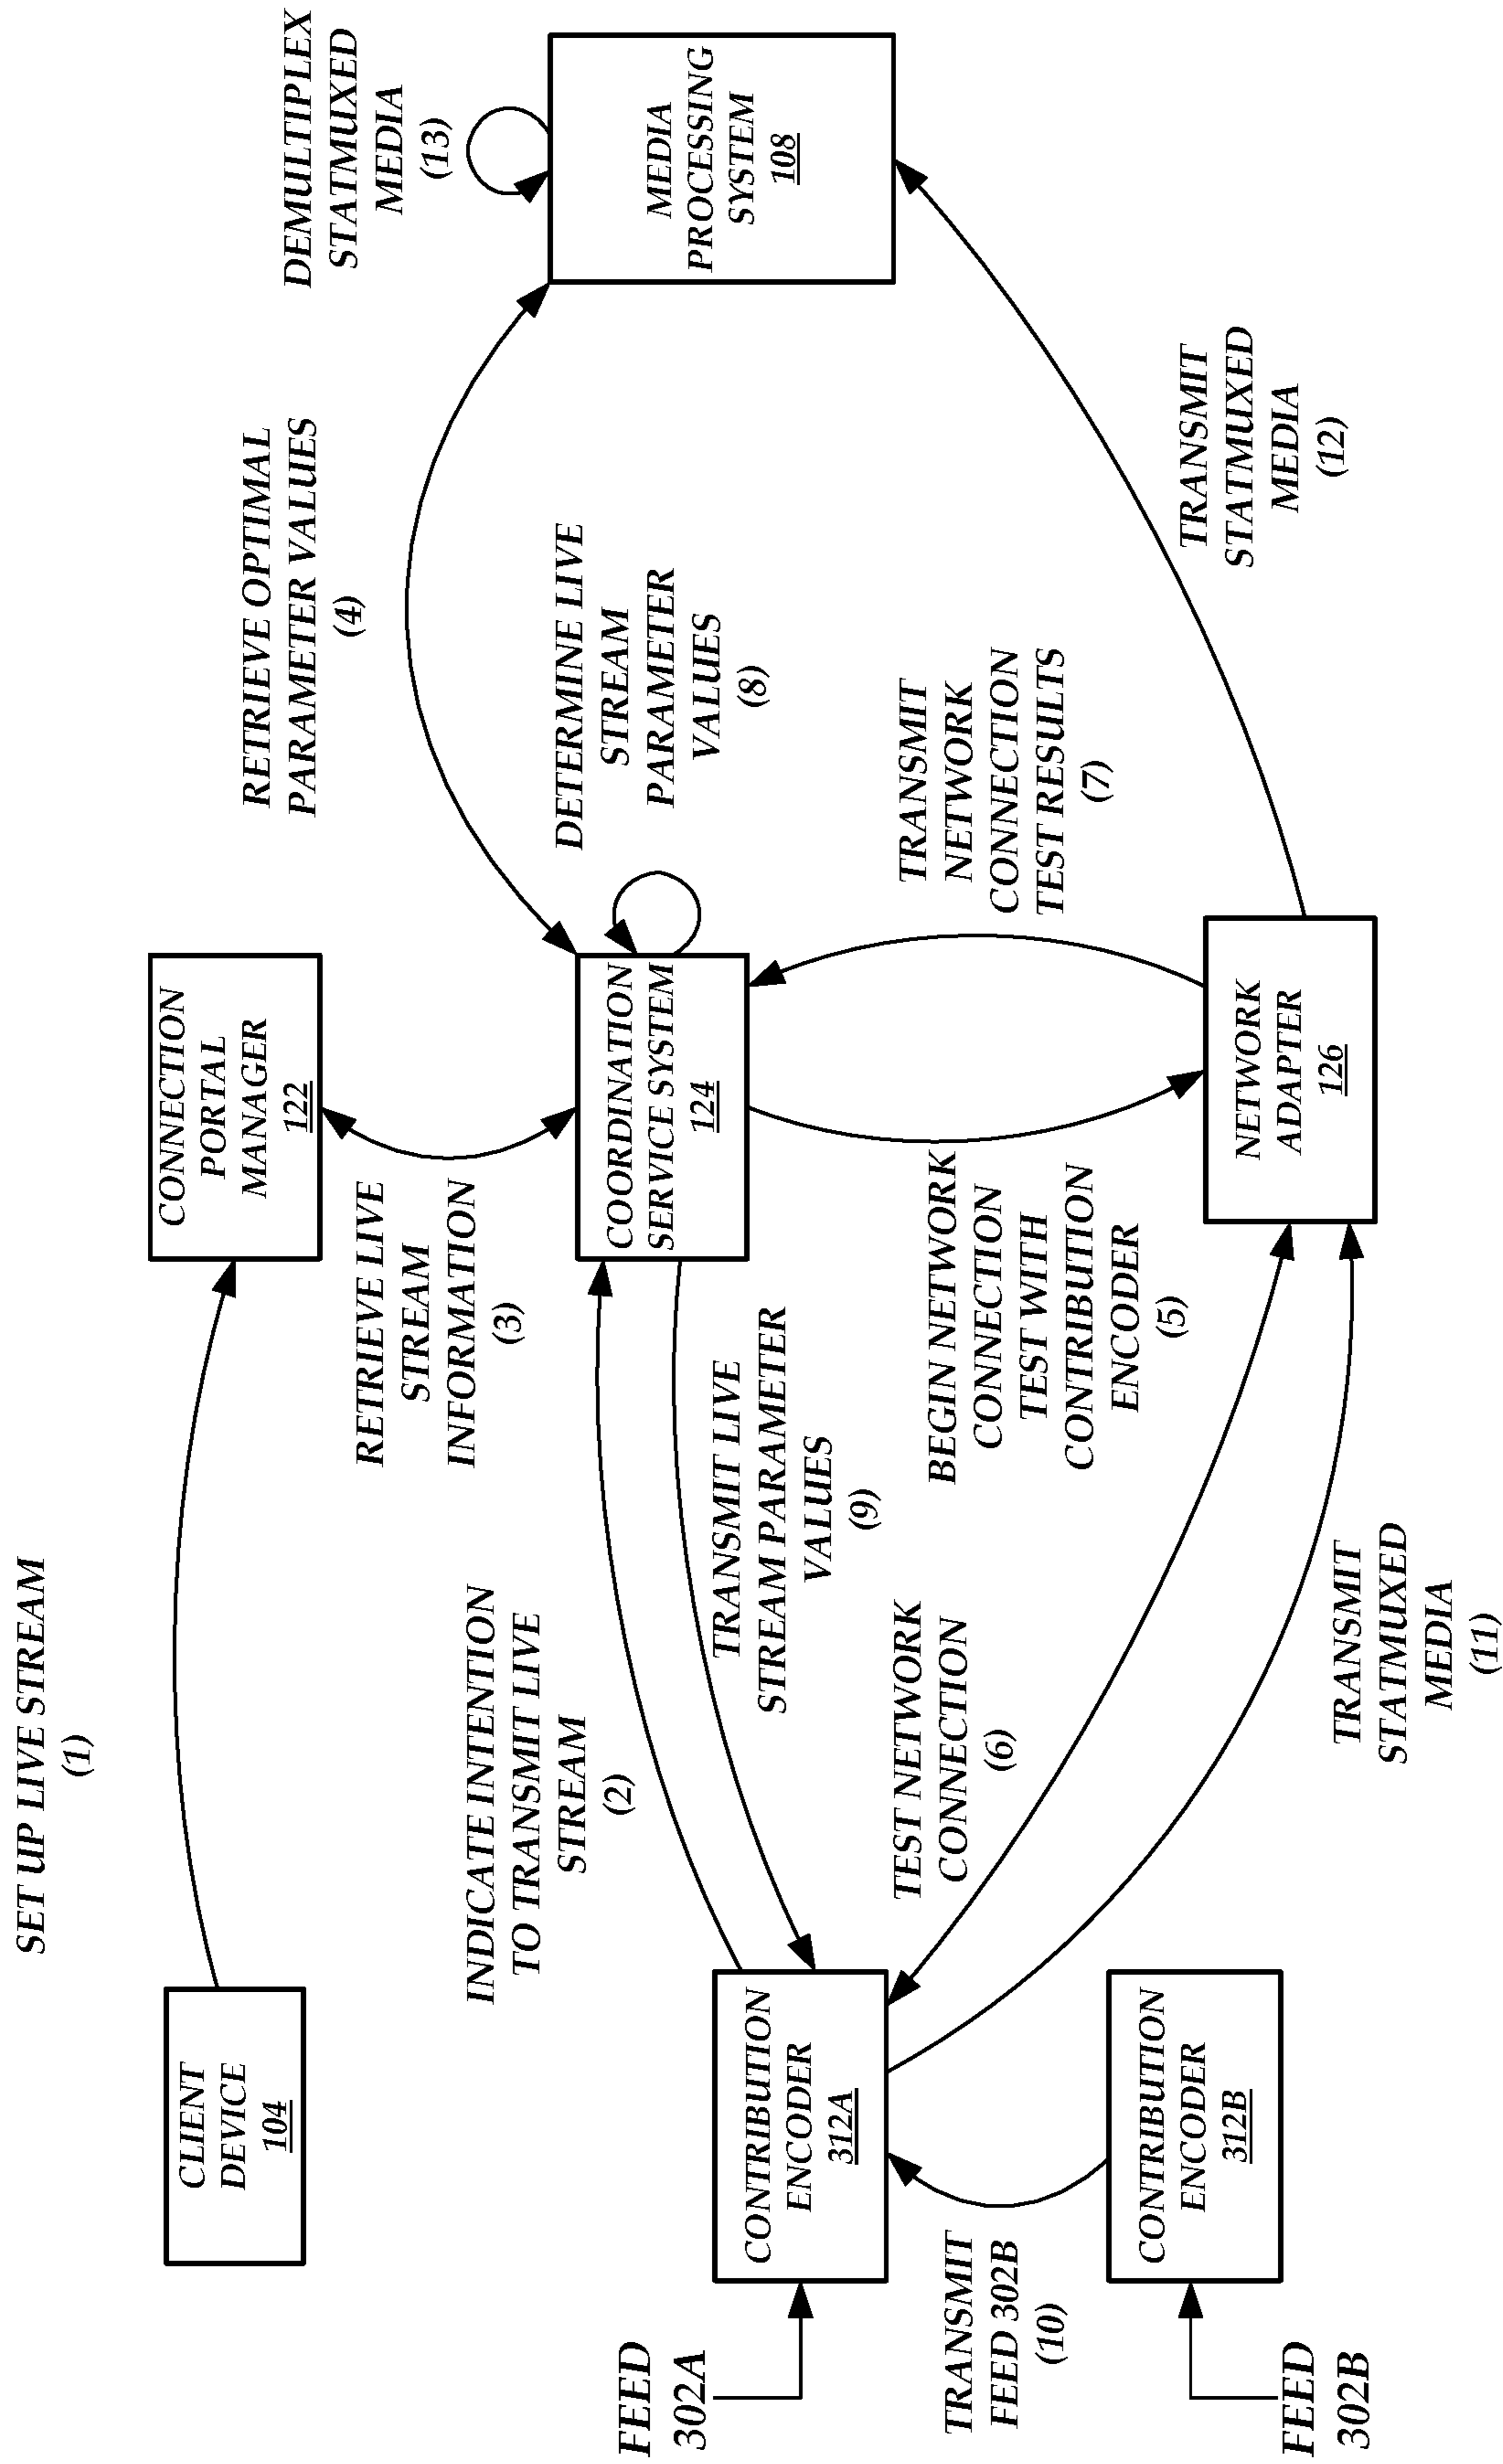 SET UP LIVE STREAM
(1)
CLIENT
DEVICE
104
CONNECTION
PORTAL
MANAGER
122
RETRIEVE LIVE
STREAM
INFORMATION
(3)
RETRIEVE OPTIMAL
PARAMETER VALUES
(4)
DEMULTIPLEX
STATMUXED
MEDIA
(13)
INDICATE INTENTION
TO TRANSMIT LIVE
STREAM
(2)
COORDINATION
SERVICE SYSTEM
124
DETERMINE LIVE
STREAM
PARAMETER
VALUES
(8)
MEDIA
PROCESSING
SYSTEM
108
TRANSMIT LIVE
STREAM PARAMETER
VALUES
(9)
FEED
302A
CONTRIBUTION
ENCODER
312A
TEST NETWORK
CONNECTION
(6)
BEGIN NETWORK
CONNECTION
TEST WITH
CONTRIBUTION
ENCODER
(5)
TRANSMIT
NETWORK
CONNECTION
TEST RESULTS
(7)
TRANSMIT
FEED 302B
(10)
FEED
302B
CONTRIBUTION
ENCODER
312B
TRANSMIT
STATMUXED
MEDIA
(11)
NETWORK
ADAPTER
126
TRANSMIT
STATMUXED
MEDIA
(12)